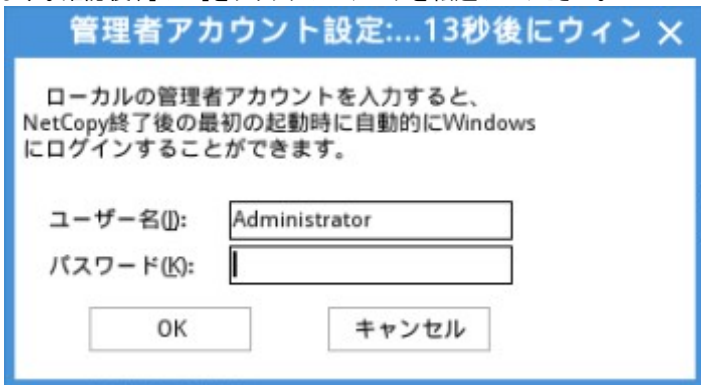 管理者アカウント設定:...13秒後にウィン
ローカルの管理者アカウントを入力すると、
NetCopy終了後の最初の起動時に自動的にWindows
にログインすることができます。
ユーザー名(J): Administrator
パスワード(K):
OK キャンセル